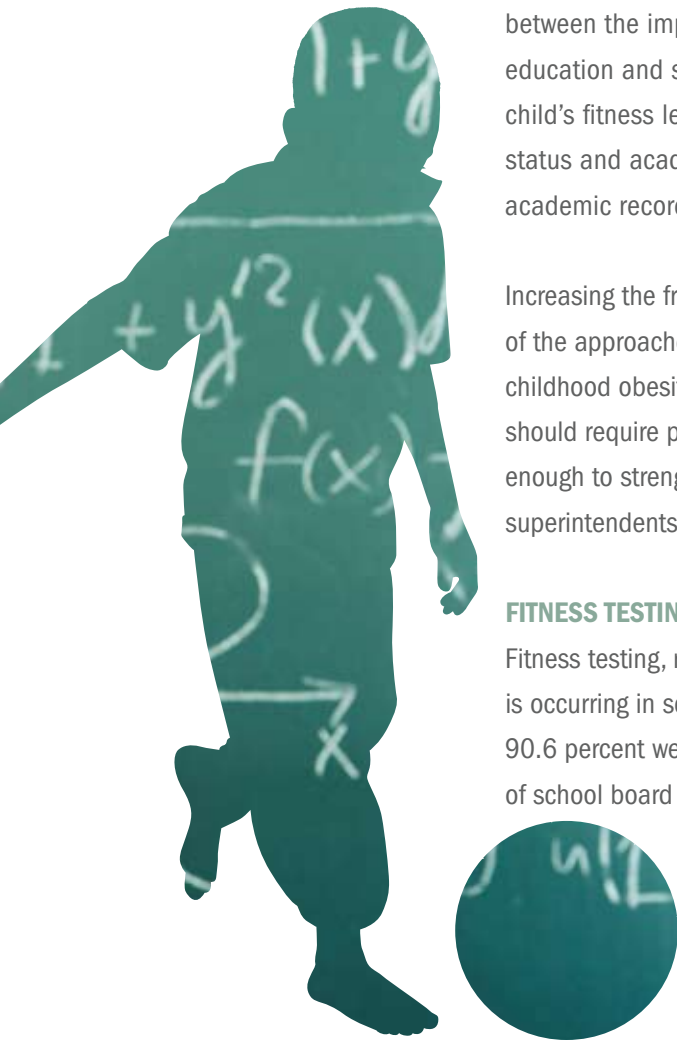 1 + y
+ y'² (x)
f(x) -
x
between the imp
education and s
child's fitness le
status and acad
academic record
Increasing the fr
of the approache
childhood obesit
should require p
enough to streng
superintendents
FITNESS TESTIN
Fitness testing, r
is occurring in sc
90.6 percent we
of school board